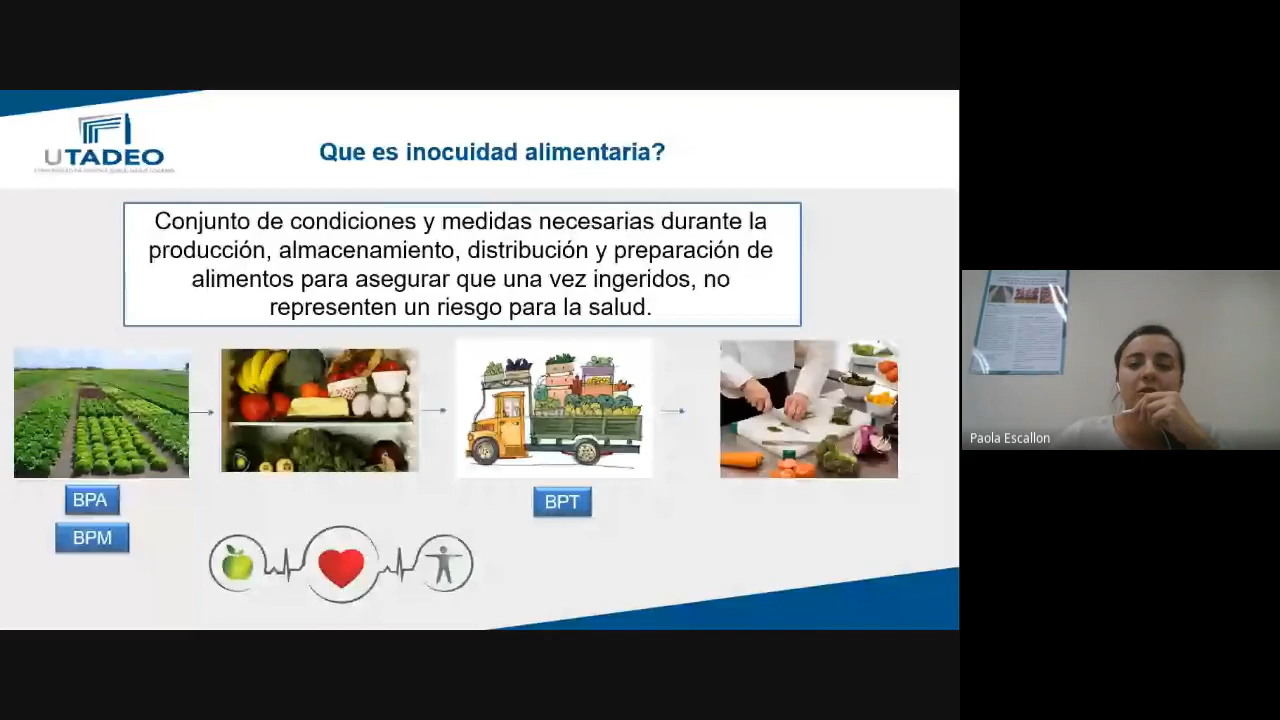 UTADEO
Que es inocuidad alimentaria?
Conjunto de condiciones y medidas necesarias durante la
producción, almacenamiento, distribución y preparación de
alimentos para asegurar que una vez ingeridos, no
representen un riesgo para la salud.
BPA
BPM
BPT
Paola Escallon